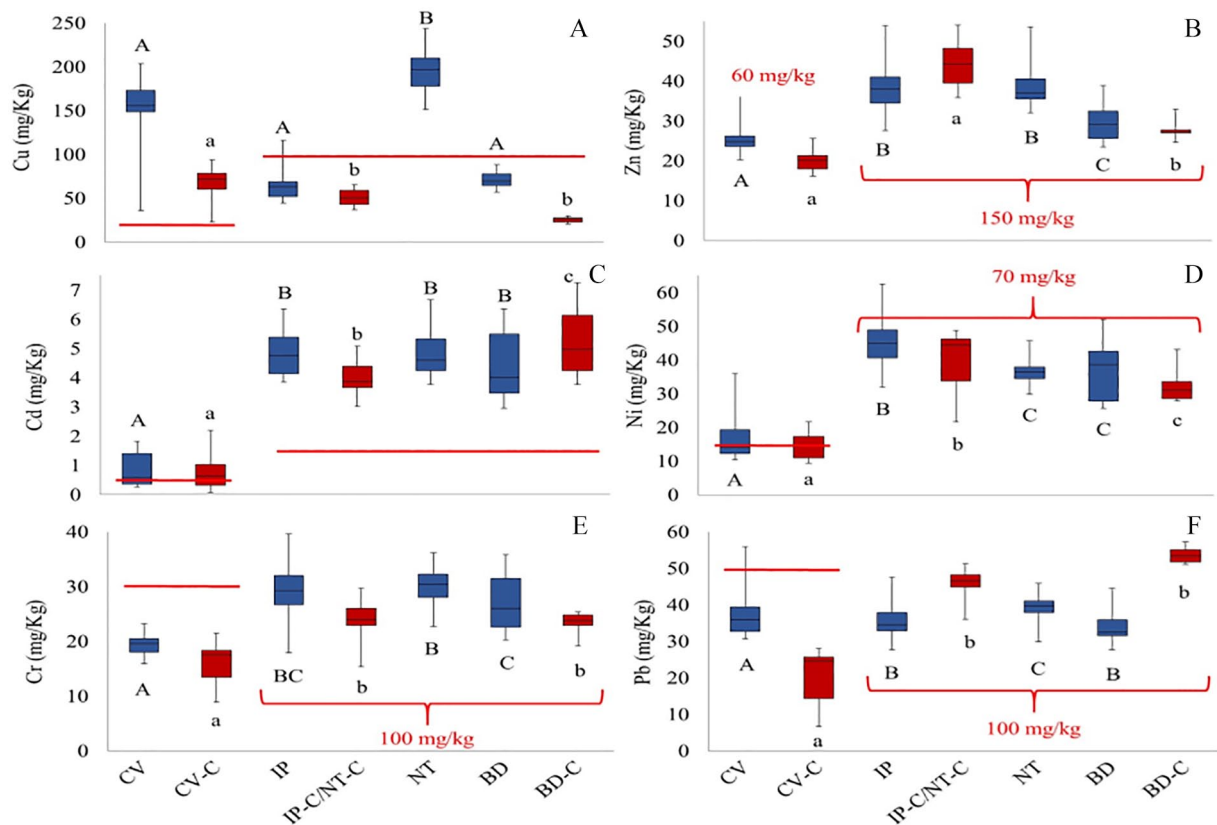 A
250
200
150
100
50
0
Cu (mg/Kg)
A
a
A
b
B
A
b
B
50
40
30
20
10
0
Zn (mg/Kg)
60 mg/kg
A
a
B
a
B
C
b
150 mg/kg
C
7
6
5
4
3
2
1
0
Cd (mg/Kg)
A
a
B
b
B
B
c
D
60
50
40
30
20
10
0
Ni (mg/Kg)
70 mg/kg
A
a
B
b
C
C
c
E
40
30
20
10
0
Cr (mg/Kg)
A
a
BC
b
B
C
b
100 mg/kg
CV
CV-C
IP
IP-C/NT-C
NT
BD
BD-C
F
60
50
40
30
20
10
0
Pb (mg/Kg)
A
a
B
b
C
B
b
100 mg/kg
CV
CV-C
IP
IP-C/NT-C
NT
BD
BD-C